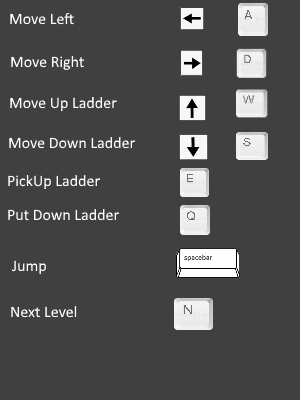 Move Left A
Move Right D
Move Up Ladder W
Move Down Ladder S
PickUp Ladder E
Put Down Ladder Q
Jump spacebar
Next Level N